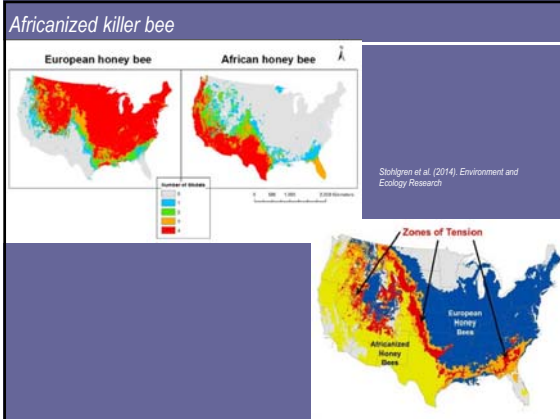 Africanized killer bee
European honey bee
African honey bee
N
Number of Models
0
1
2
3
4
Stohlgren et al. (2014). Environment and
Ecology Research
Zones of Tension
European
Honey
Bees
Africanized
Honey
Bees